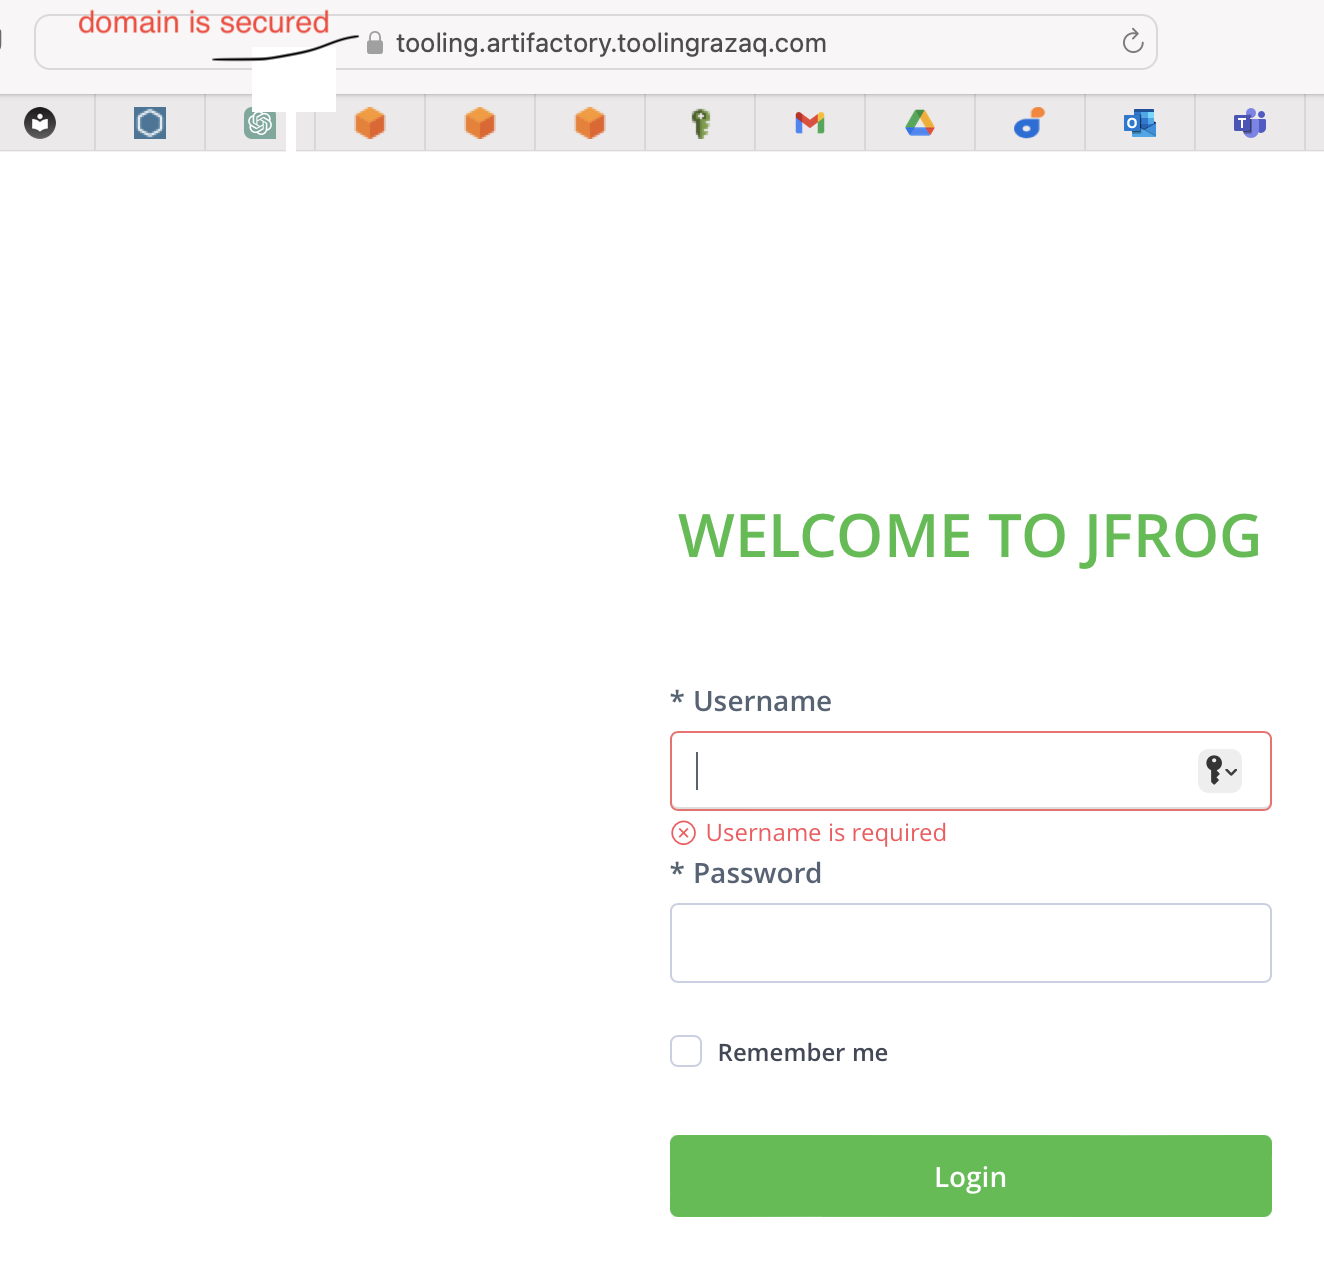 domain is secured
tooling.artifactory.toolingrazaq.com
WELCOME TO JFROG
* Username
Username is required
* Password
Remember me
Login